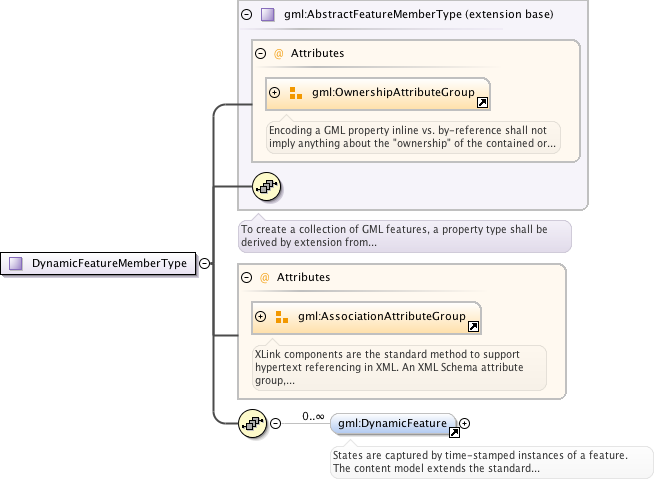 gml:AbstractFeatureMemberType (extension base)
@ Attributes
gml:OwnershipAttributeGroup
Encoding a GML property inline vs. by-reference shall not
imply anything about the "ownership" of the contained or...
To create a collection of GML features, a property type shall be
derived by extension from...
DynamicFeatureMemberType
@ Attributes
gml:AssociationAttributeGroup
XLink components are the standard method to support
hypertext referencing in XML. An XML Schema attribute
group,...
0..∞
gml:DynamicFeature
States are captured by time-stamped instances of a feature.
The content model extends the standard...